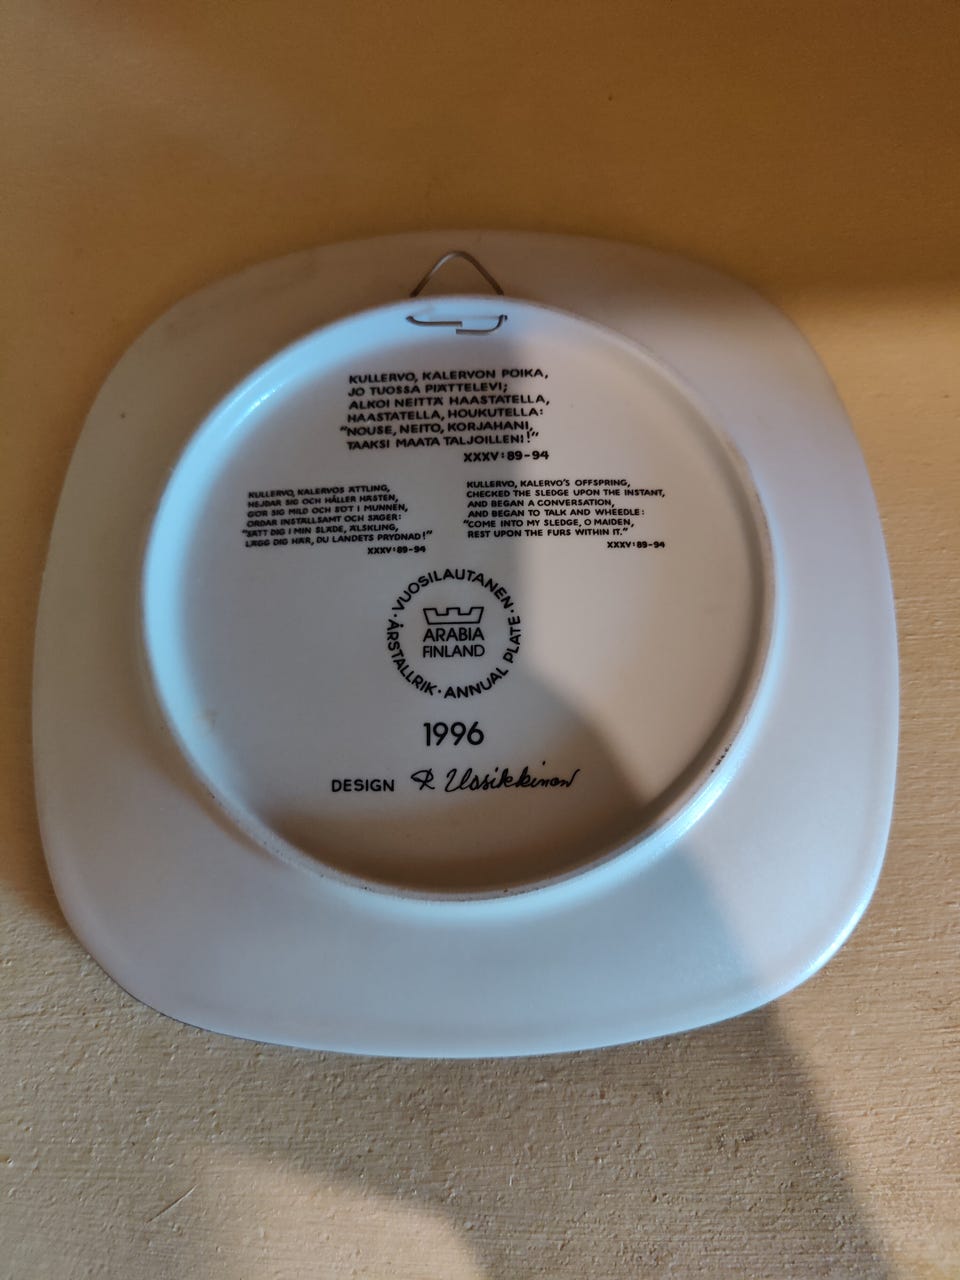 KULLERVO, KALERVON POIKA,
JO TUOSSA PIÄTTELEVI;
ALKOI NEITTÄ HAASTATELLA,
HAASTATELLA, HOUKUTELLA:
"NOUSE, NEITO, KORJAHANI,
TAAKSI MAATA TALJOILLENI!"
XXXV:89-94
KULLERVO, KALERVOS ÄTTLING,
HEJDAR SIG OCH HÅLLER HÄSTEN,
GÖR SIG MILD OCH SÖT I MUNNEN,
ORDAR INSTÄLLSAMT OCH SÄGER:
"SÄTT DIG I MIN SLÄDE, ÄLSKLING,
LÄGG DIG HÄR, DU LANDETS PRYDNAD!"
XXXV:89-94
KULLERVO, KALERVO'S OFFSPRING,
CHECKED THE SLEDGE UPON THE INSTANT,
AND BEGAN A CONVERSATION,
AND BEGAN TO TALK AND WHEEDLE:
"COME INTO MY SLEDGE, O MAIDEN,
REST UPON THE FURS WITHIN IT."
XXXV:89-94
VUOSILAUTANEN · ANNUAL PLATE · ÅRSTALLRIK ·
ARABIA
FINLAND
1996
DESIGN R Uosikkinen